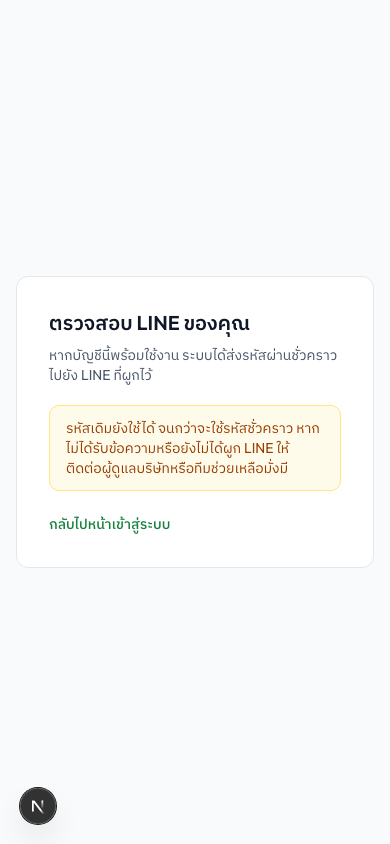 ตรวจสอบ LINE ของคุณ
หากบัญชีนี้พร้อมใช้งาน ระบบได้ส่งรหัสผ่านชั่วคราว
ไปยัง LINE ที่ผูกไว้
รหัสเดิมยังใช้ได้ จนกว่าจะใช้รหัสชั่วคราว หาก
ไม่ได้รับข้อความหรือยังไม่ได้ผูก LINE ให้
ติดต่อผู้ดูแลบริษัทหรือทีมช่วยเหลือมั่งมี
กลับไปหน้าเข้าสู่ระบบ
N